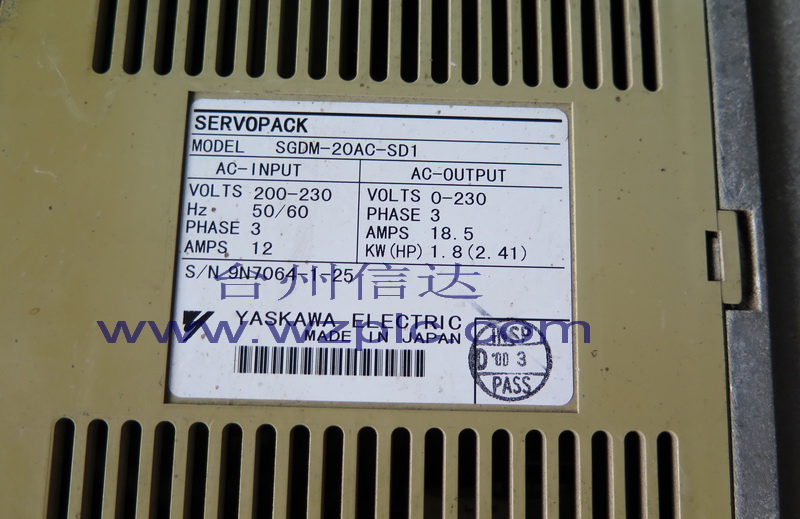 SERVOPACK
MODEL SGDM-20AC-SD1
AC-INPUT AC-OUTPUT
VOLTS 200-230 VOLTS 0-230
Hz 50/60 PHASE 3
PHASE 3 AMPS 18.5
AMPS 12 KW(HP) 1.8(2.41)
S/N 9N7064-1-25
台州信达
YASKAWA ELECTRIC
www.wzplc.com
MADE IN JAPAN
INSP
D '00 3
PASS